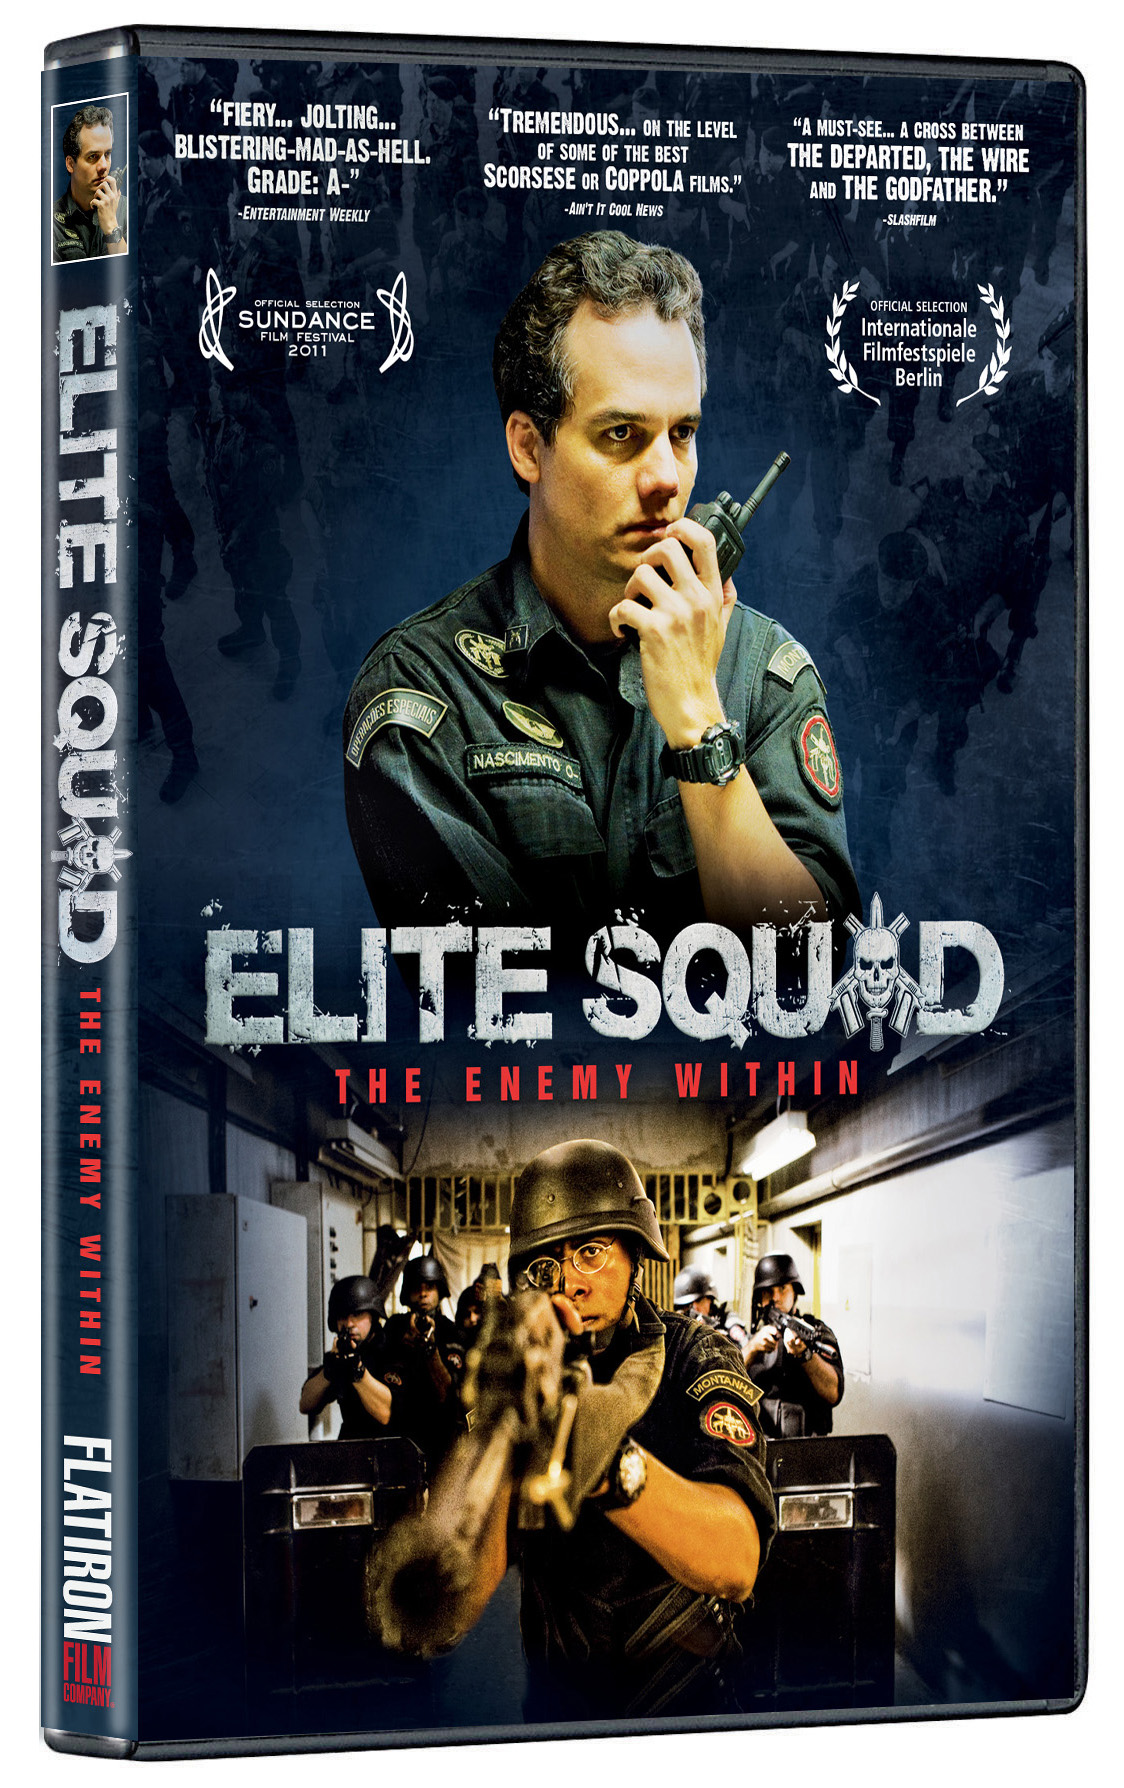 "FIERY... JOLTING...
BLISTERING-MAD-AS-HELL.
GRADE: A-"
-ENTERTAINMENT WEEKLY
"TREMENDOUS... ON THE LEVEL
OF SOME OF THE BEST
SCORSESE OR COPPOLA FILMS."
-AIN'T IT COOL NEWS
"A MUST-SEE... A CROSS BETWEEN
THE DEPARTED, THE WIRE
AND THE GODFATHER."
-SLASHFILM
OFFICIAL SELECTION
SUNDANCE
FILM FESTIVAL
2011
OFFICIAL SELECTION
Internationale
Filmfestspiele
Berlin
OPERAÇÕES ESPECIAIS
NASCIMENTO O-
ELITE SQUAD
THE ENEMY WITHIN
MONTANHA
ELITE SQUAD
THE ENEMY WITHIN
FLATIRON
FILM
COMPANY